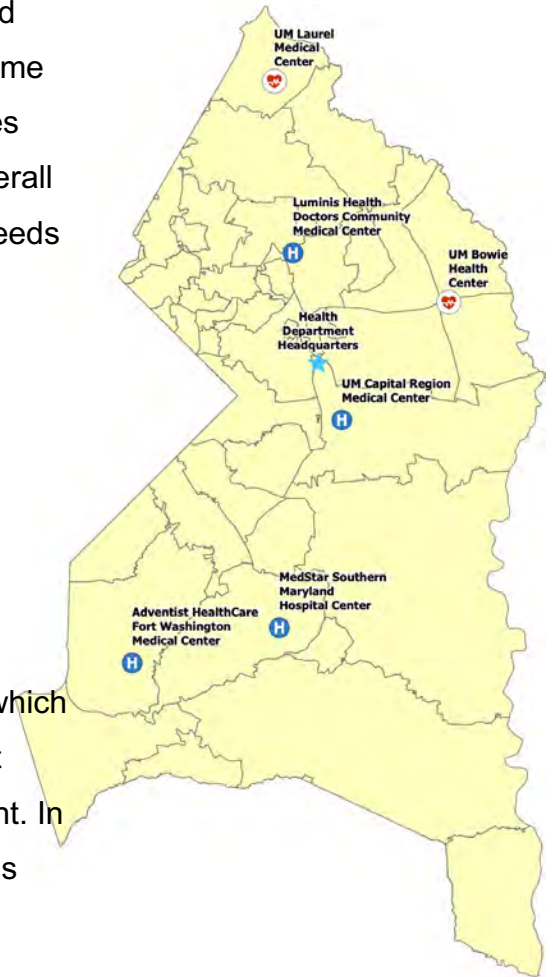 d
UM Laurel
Medical
Center
me
es
erall
Luminis Health
Doctors Community
Medical Center
eeds
H
UM Bowie
Health
Center
Health
Department
Headquarters
UM Capital Region
Medical Center
H
MedStar Southern
Maryland
Hospital Center
H
Adventist HealthCare
Fort Washington
Medical Center
H
which
t
nt. In
s